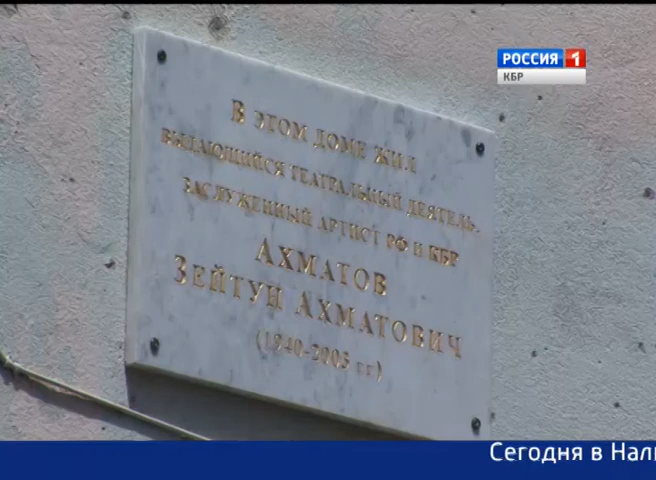 РОССИЯ 1
КБР
В ЭТОМ ДОМЕ ЖИЛ
ВЫДАЮЩИЙСЯ ТЕАТРАЛЬНЫЙ ДЕЯТЕЛЬ,
ЗАСЛУЖЕННЫЙ АРТИСТ РФ И КБР
АХМАТОВ
ЗЕЙТУН АХМАТОВИЧ
(1940-2003 гг)
Сегодня в Нал